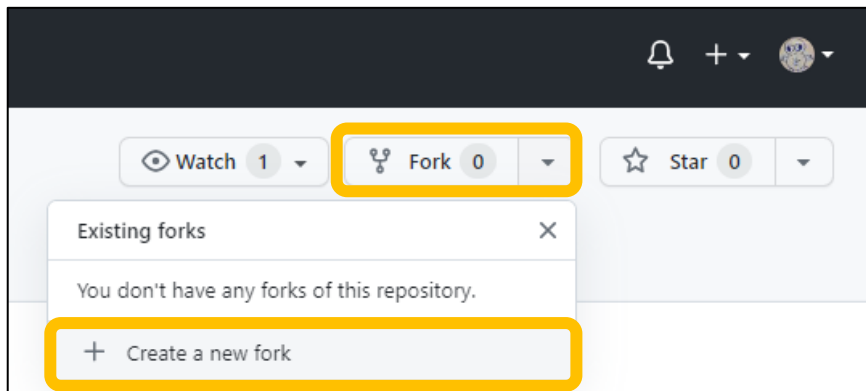 Watch 1 Fork 0 Star 0
Existing forks
You don't have any forks of this repository.
Create a new fork